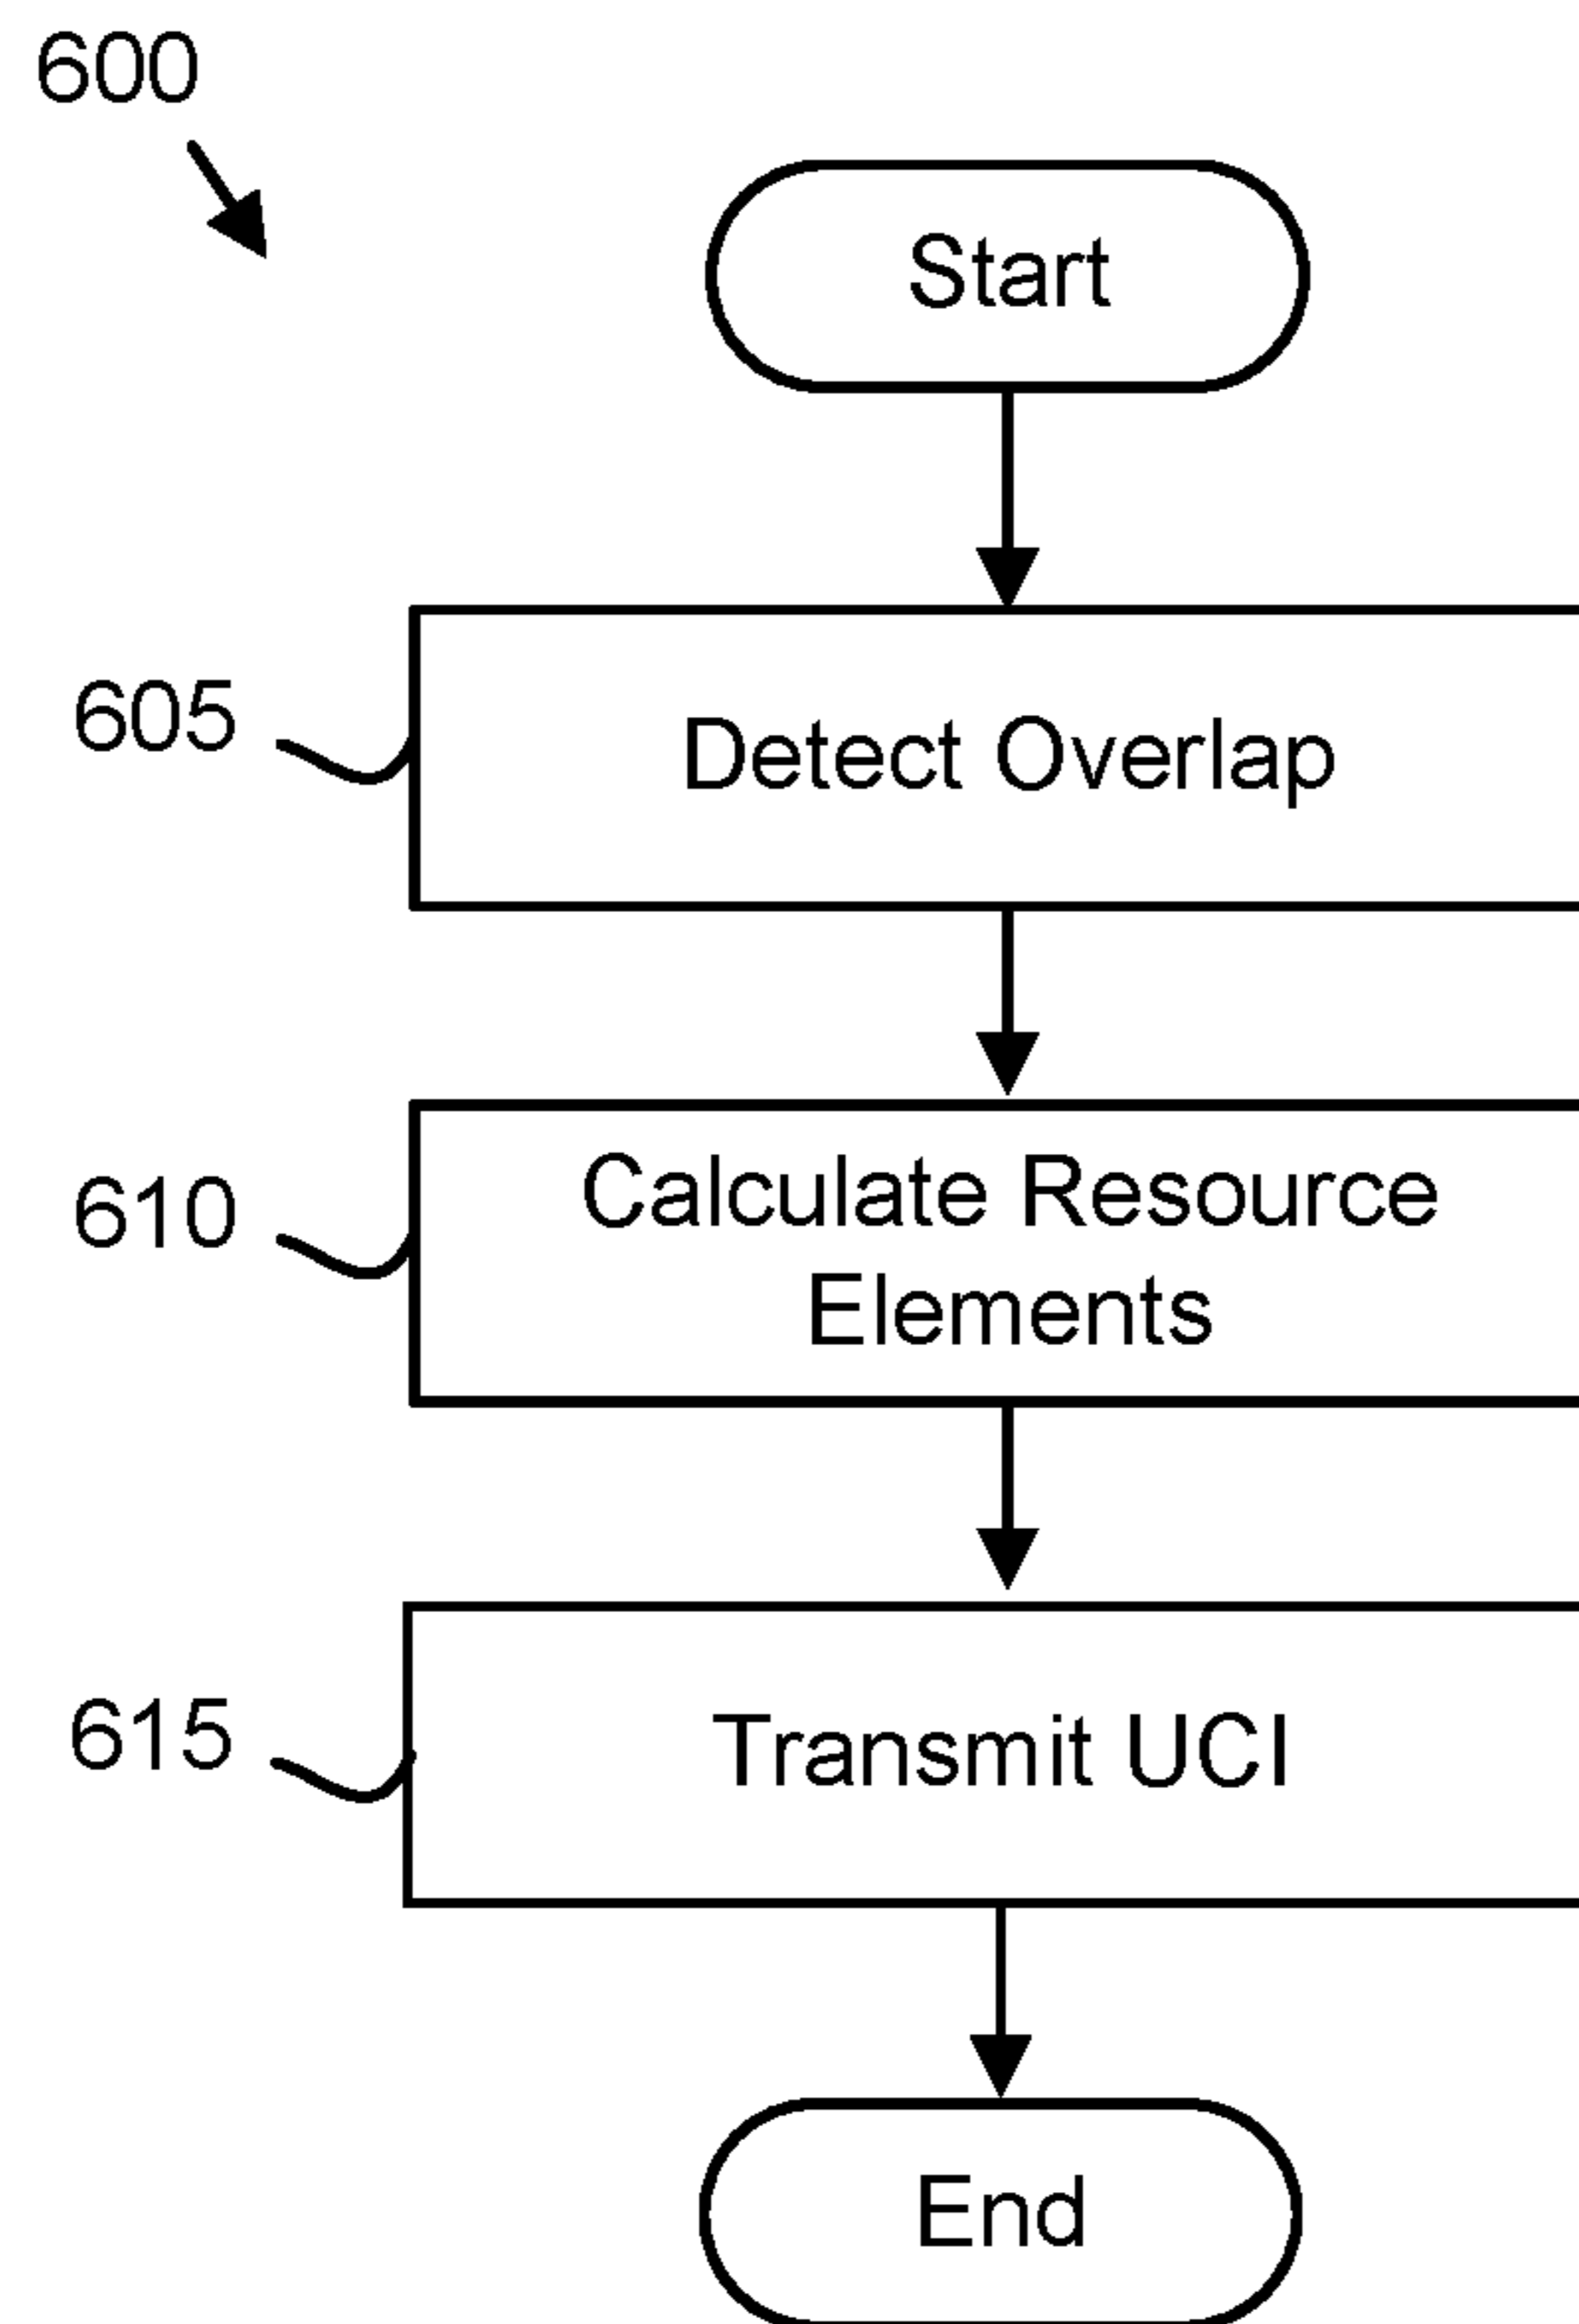 600
Start
605
Detect Overlap
610
Calculate Resource
Elements
615
Transmit UCI
End